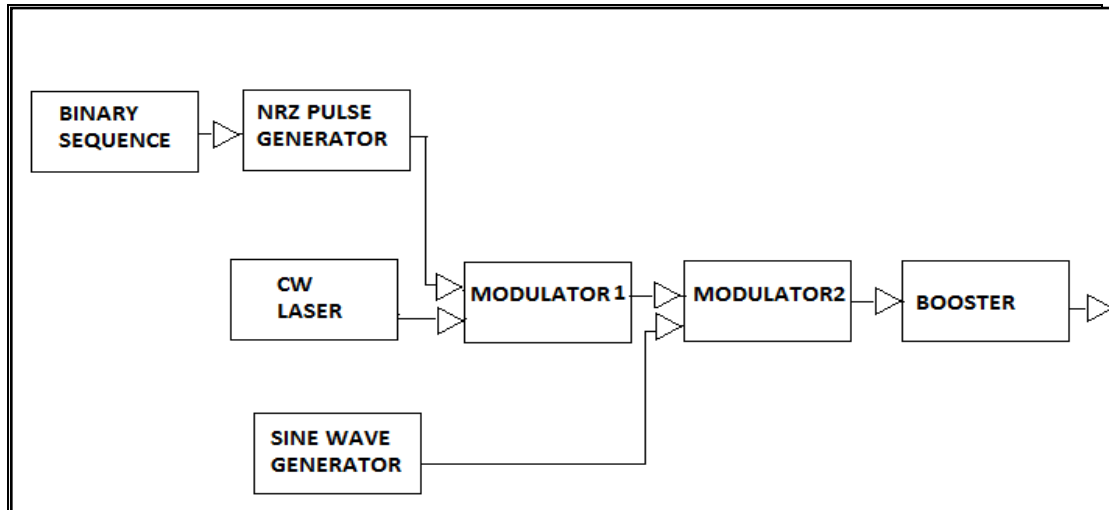 BINARY
SEQUENCE
NRZ PULSE
GENERATOR
CW
LASER
MODULATOR 1
MODULATOR2
BOOSTER
SINE WAVE
GENERATOR